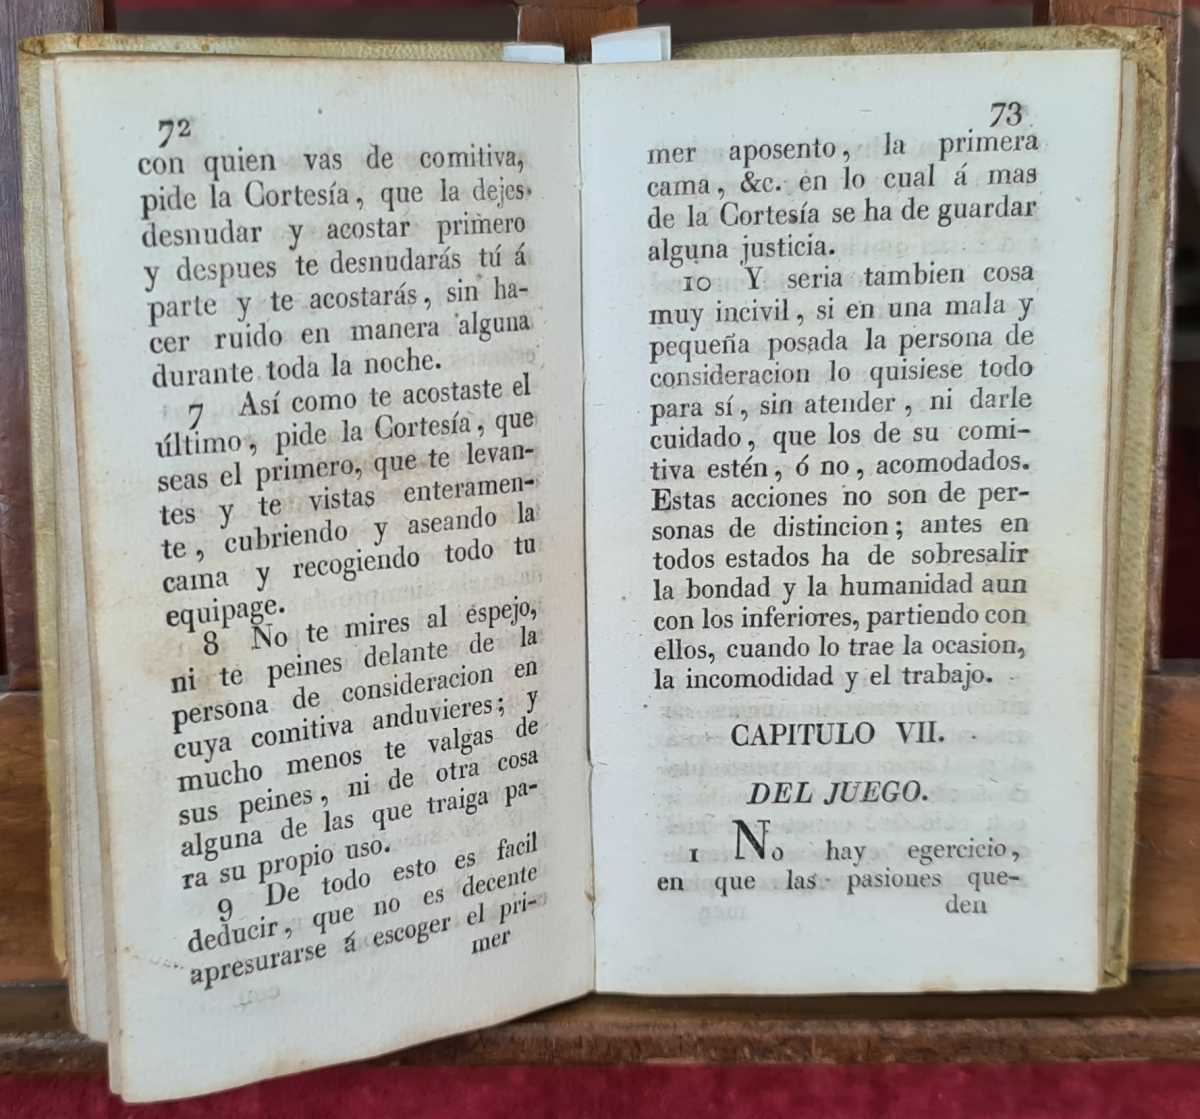 72
con quien vas de comitiva,
pide la Cortesía, que la dejes
desnudar y acostar primero
y despues te desnudarás tú á
parte y te acostarás, sin ha-
cer ruido en manera alguna
durante toda la noche.
7 Así como te acostaste el
último, pide la Cortesía, que
seas el primero, que te levan-
tes y te vistas enteramen-
te, cubriendo y aseando la
cama y recogiendo todo tu
equipage.
8 No te mires al espejo,
ni te peines delante de la
persona de consideracion en
cuya comitiva anduvieres; y
mucho menos te valgas de
sus peines, ni de otra cosa
alguna de las que traiga pa-
ra su propio uso.
9 De todo esto es facil
deducir, que no es decente
apresurarse á escoger el pri-
mer
73
mer aposento, la primera
cama, &c. en lo cual á mas
de la Cortesía se ha de guardar
alguna justicia.
10 Y seria tambien cosa
muy incivil, si en una mala y
pequeña posada la persona de
consideracion lo quisiese todo
para sí, sin atender, ni darle
cuidado, que los de su comi-
tiva estén, ó no, acomodados.
Estas acciones no son de per-
sonas de distincion; antes en
todos estados ha de sobresalir
la bondad y la humanidad aun
con los inferiores, partiendo con
ellos, cuando lo trae la ocasion,
la incomodidad y el trabajo.
CAPITULO VII.
DEL JUEGO.
1 No hay egercicio,
en que las pasiones que-
den